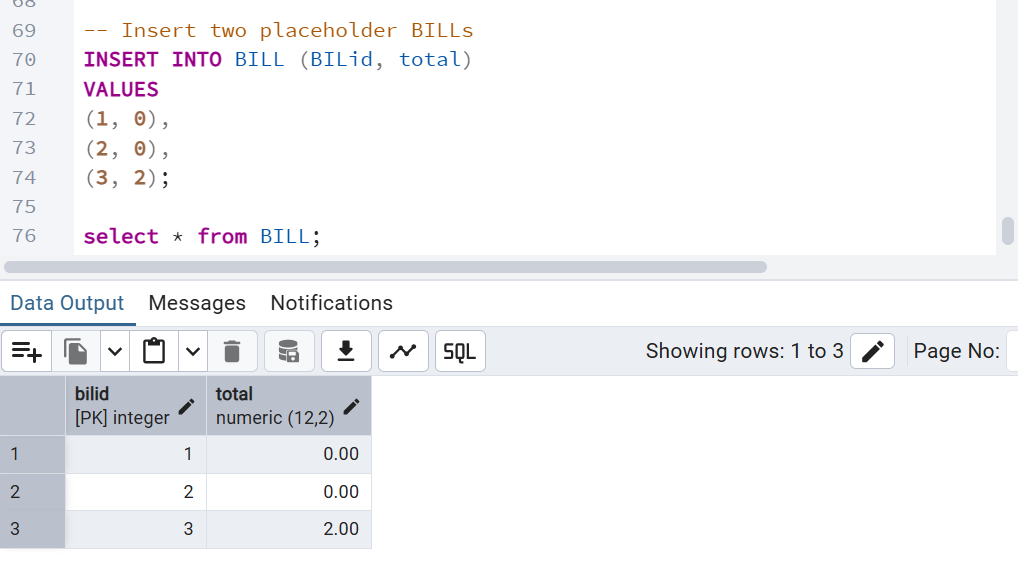 68
69 -- Insert two placeholder BILLs
70 INSERT INTO BILL (BILid, total)
71 VALUES
72 (1, 0),
73 (2, 0),
74 (3, 2);
75
76 select * from BILL;
Data Output Messages Notifications
SQL Showing rows: 1 to 3 Page No:
bilid total
[PK] integer numeric (12,2)
1 1 0.00
2 2 0.00
3 3 2.00